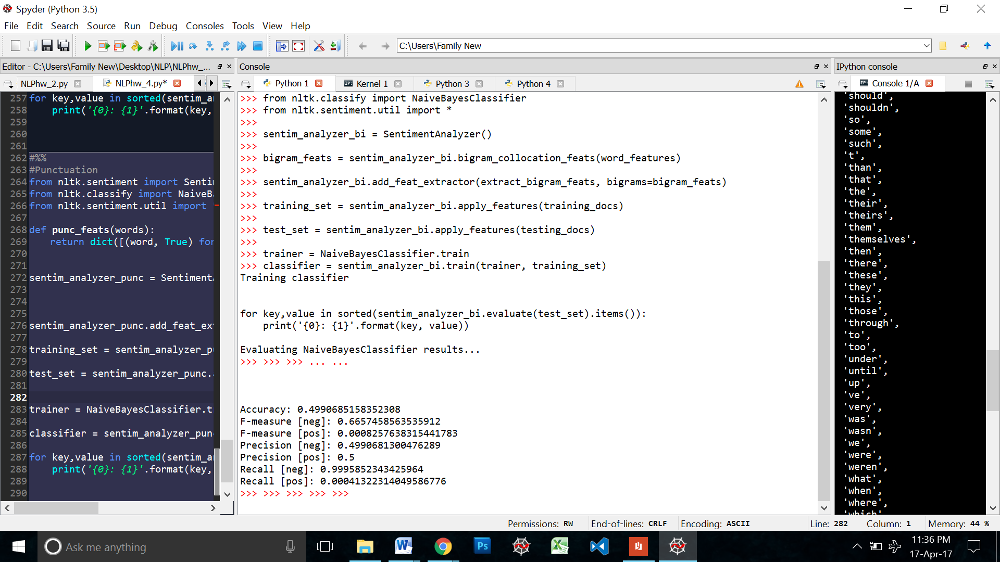 Spyder (Python 3.5)
File Edit Search Source Run Debug Consoles Tools View Help
C:\Users\Family New
Editor - C:\Users\Family New\Desktop\NLP\NLPhw_...
NLPhw_2.py NLPhw_4.py*
257 for key,value in sorted(sentim_a
258 print('{0}: {1}'.format(key,
259
260
261
262 #%%
263 #Punctuation
264 from nltk.sentiment import Senti
265 from nltk.classify import NaiveB
266 from nltk.sentiment.util import
267
268 def punc_feats(words):
269 return dict([(word, True) for
270
271
272 sentim_analyzer_punc = Sentiment
273
274
275
276 sentim_analyzer_punc.add_feat_ex
277
278 training_set = sentim_analyzer_p
279
280 test_set = sentim_analyzer_punc.
281
282
283 trainer = NaiveBayesClassifier.t
284
285 classifier = sentim_analyzer_pun
286
287 for key,value in sorted(sentim_a
288 print('{0}: {1}'.format(key,
289
290
Console
Python 1 IP: Kernel 1 Python 3 Python 4
>>> from nltk.classify import NaiveBayesClassifier
>>> from nltk.sentiment.util import *
>>>
>>> sentim_analyzer_bi = SentimentAnalyzer()
>>>
>>> bigram_feats = sentim_analyzer_bi.bigram_collocation_feats(word_features)
>>>
>>> sentim_analyzer_bi.add_feat_extractor(extract_bigram_feats, bigrams=bigram_feats)
>>>
>>> training_set = sentim_analyzer_bi.apply_features(training_docs)
>>>
>>> test_set = sentim_analyzer_bi.apply_features(testing_docs)
>>>
>>> trainer = NaiveBayesClassifier.train
>>> classifier = sentim_analyzer_bi.train(trainer, training_set)
Training classifier
for key,value in sorted(sentim_analyzer_bi.evaluate(test_set).items()):
print('{0}: {1}'.format(key, value))
Evaluating NaiveBayesClassifier results...
>>> >>> >>> ... ...
Accuracy: 0.4990685158352308
F-measure [neg]: 0.6657458563535912
F-measure [pos]: 0.0008257638315441783
Precision [neg]: 0.4990681300476289
Precision [pos]: 0.5
Recall [neg]: 0.9995852343425964
Recall [pos]: 0.00041322314049586776
>>> >>> >>> >>> >>>
IPython console
IP: Console 1/A
'should',
'shouldn',
'so',
'some',
'such',
't',
'than',
'that',
'the',
'their',
'theirs',
'them',
'themselves',
'then',
'there',
'these',
'they',
'this',
'those',
'through',
'to',
'too',
'under',
'until',
'up',
've',
'very',
'was',
'wasn',
'we',
'were',
'weren',
'what',
'when',
'where',
'which'
Permissions: RW End-of-lines: CRLF Encoding: ASCII Line: 282 Column: 1 Memory: 44 %
Ask me anything
W
Ps
11:36 PM
17-Apr-17